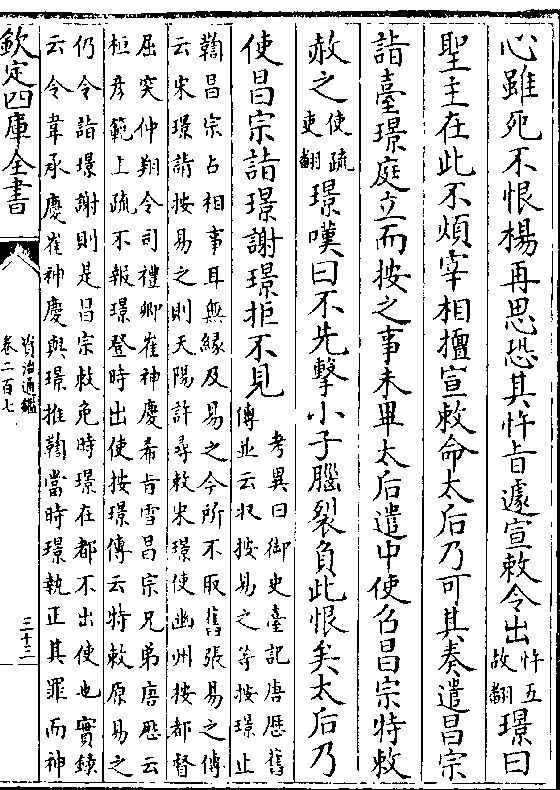 心雖死不恨楊再思恐其忤旨遽宣敕令出忤五故翻璟曰
聖主在此不煩宰相擅宣敕命太后乃可其奏遣昌宗
詣臺璟庭立而按之事未畢太后遣中使召昌宗特敕
赦之使疏吏翻璟嘆曰不先擊小子腦裂負此恨矣太后乃
使昌宗詣璟謝璟拒不見考異曰御史臺記唐歴舊傳並云收按易之等按璟止
鞫昌宗占相事耳無緣及易之今所不取舊張易之傳
云宋璟請按易之則天陽許尋敕宋璟使幽州按都督
屈突仲翔令司禮卿崔神慶希旨雪昌宗兄弟唐歴云
桓彦範上疏不報璟登時出使按璟傳云特敕原易之
仍令詣璟謝則是昌宗敕免時璟在都不出使也實録
云令韋承慶崔神慶與璟推鞫當時璟執正其罪而神
欽定四庫全書
資治通鑑
卷二百七
三十三